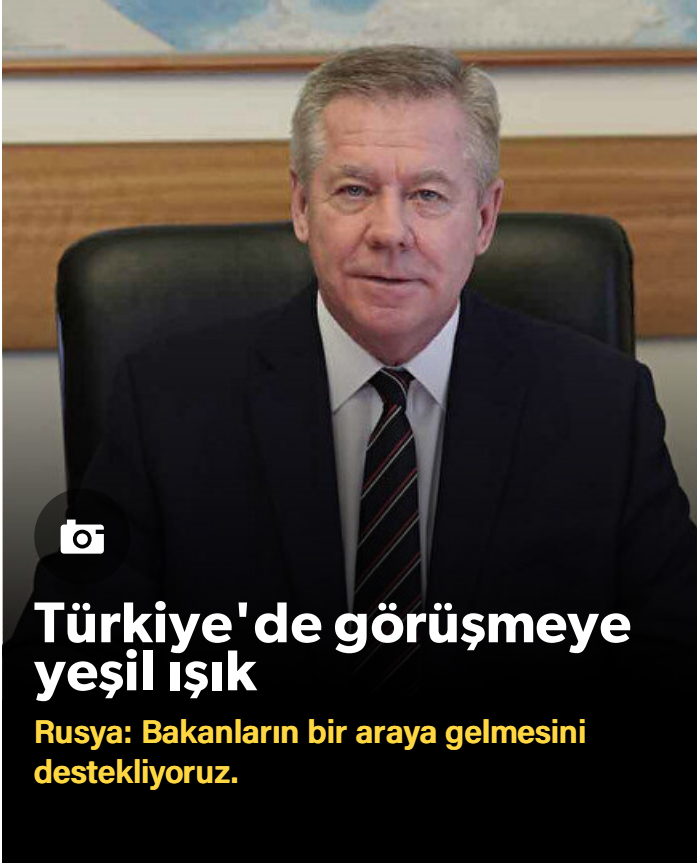 Türkiye'de görüşmeye
yeşil ışık
Rusya: Bakanların bir araya gelmesini
destekliyoruz.